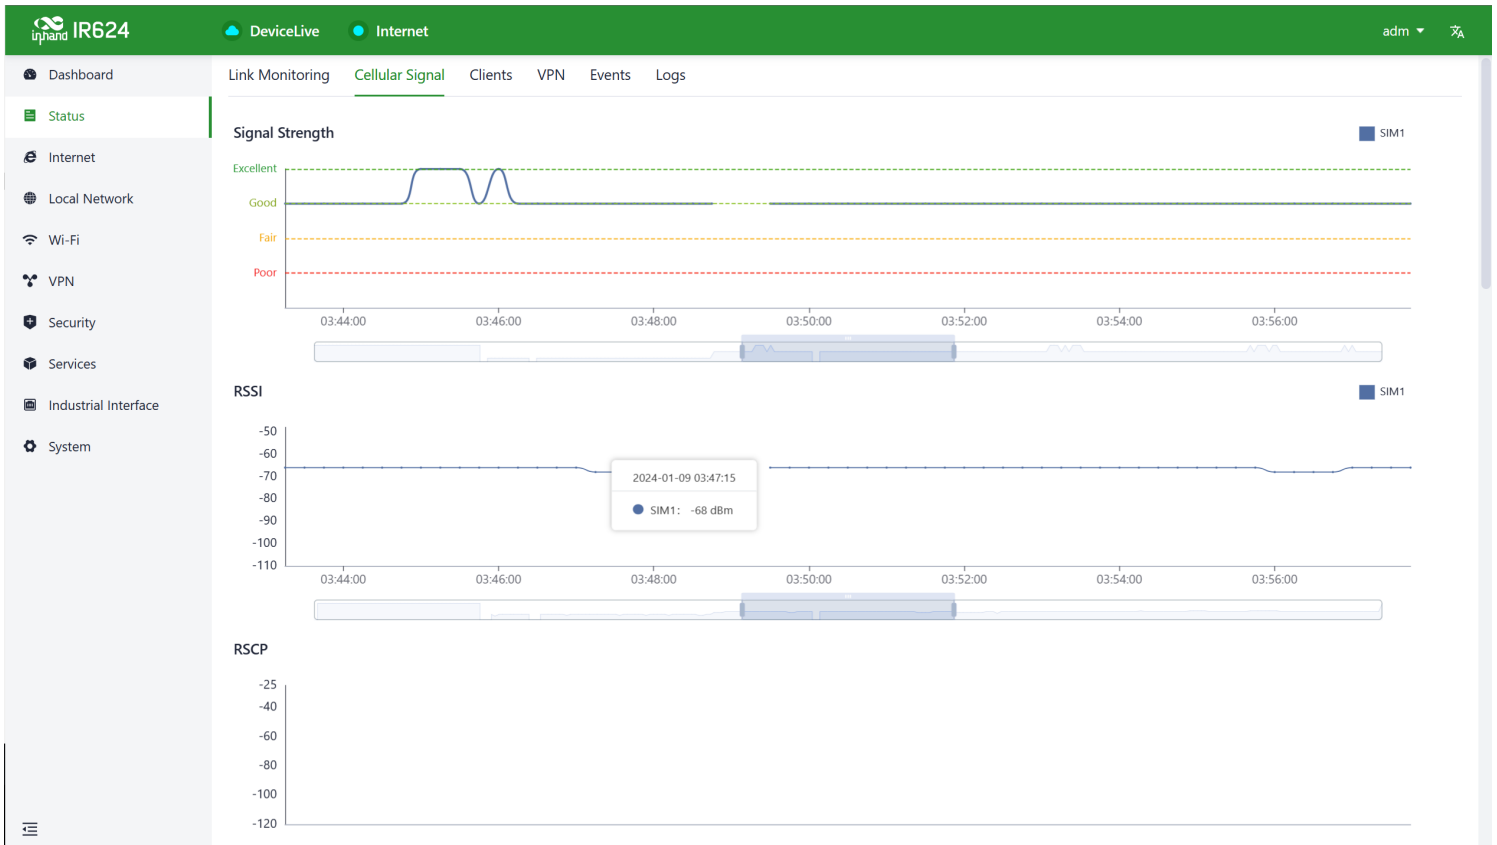 inhand IR624
DeviceLive
Internet
adm
Dashboard
Status
Internet
Local Network
Wi-Fi
VPN
Security
Services
Industrial Interface
System
Link Monitoring
Cellular Signal
Clients
VPN
Events
Logs
Signal Strength
SIM1
Excellent
Good
Fair
Poor
03:44:00
03:46:00
03:48:00
03:50:00
03:52:00
03:54:00
03:56:00
RSSI
SIM1
-50
-60
-70
-80
-90
-100
-110
2024-01-09 03:47:15
SIM1: -68 dBm
03:44:00
03:46:00
03:48:00
03:50:00
03:52:00
03:54:00
03:56:00
RSCP
-25
-40
-60
-80
-100
-120